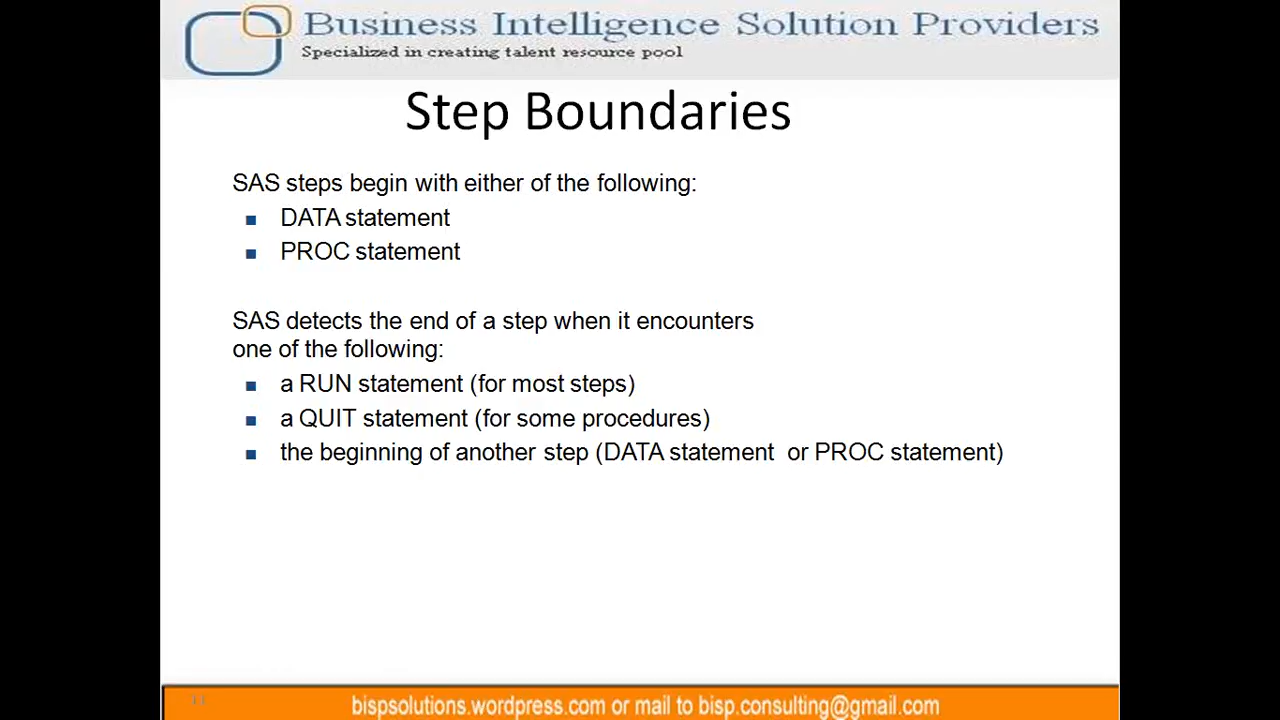 Business Intelligence Solution Providers
Specialized in creating talent resource pool
Step Boundaries
SAS steps begin with either of the following:
DATA statement
PROC statement
SAS detects the end of a step when it encounters
one of the following:
a RUN statement (for most steps)
a QUIT statement (for some procedures)
the beginning of another step (DATA statement or PROC statement)
11
bispsolutions.wordpress.com or mail to bisp.consulting@gmail.com